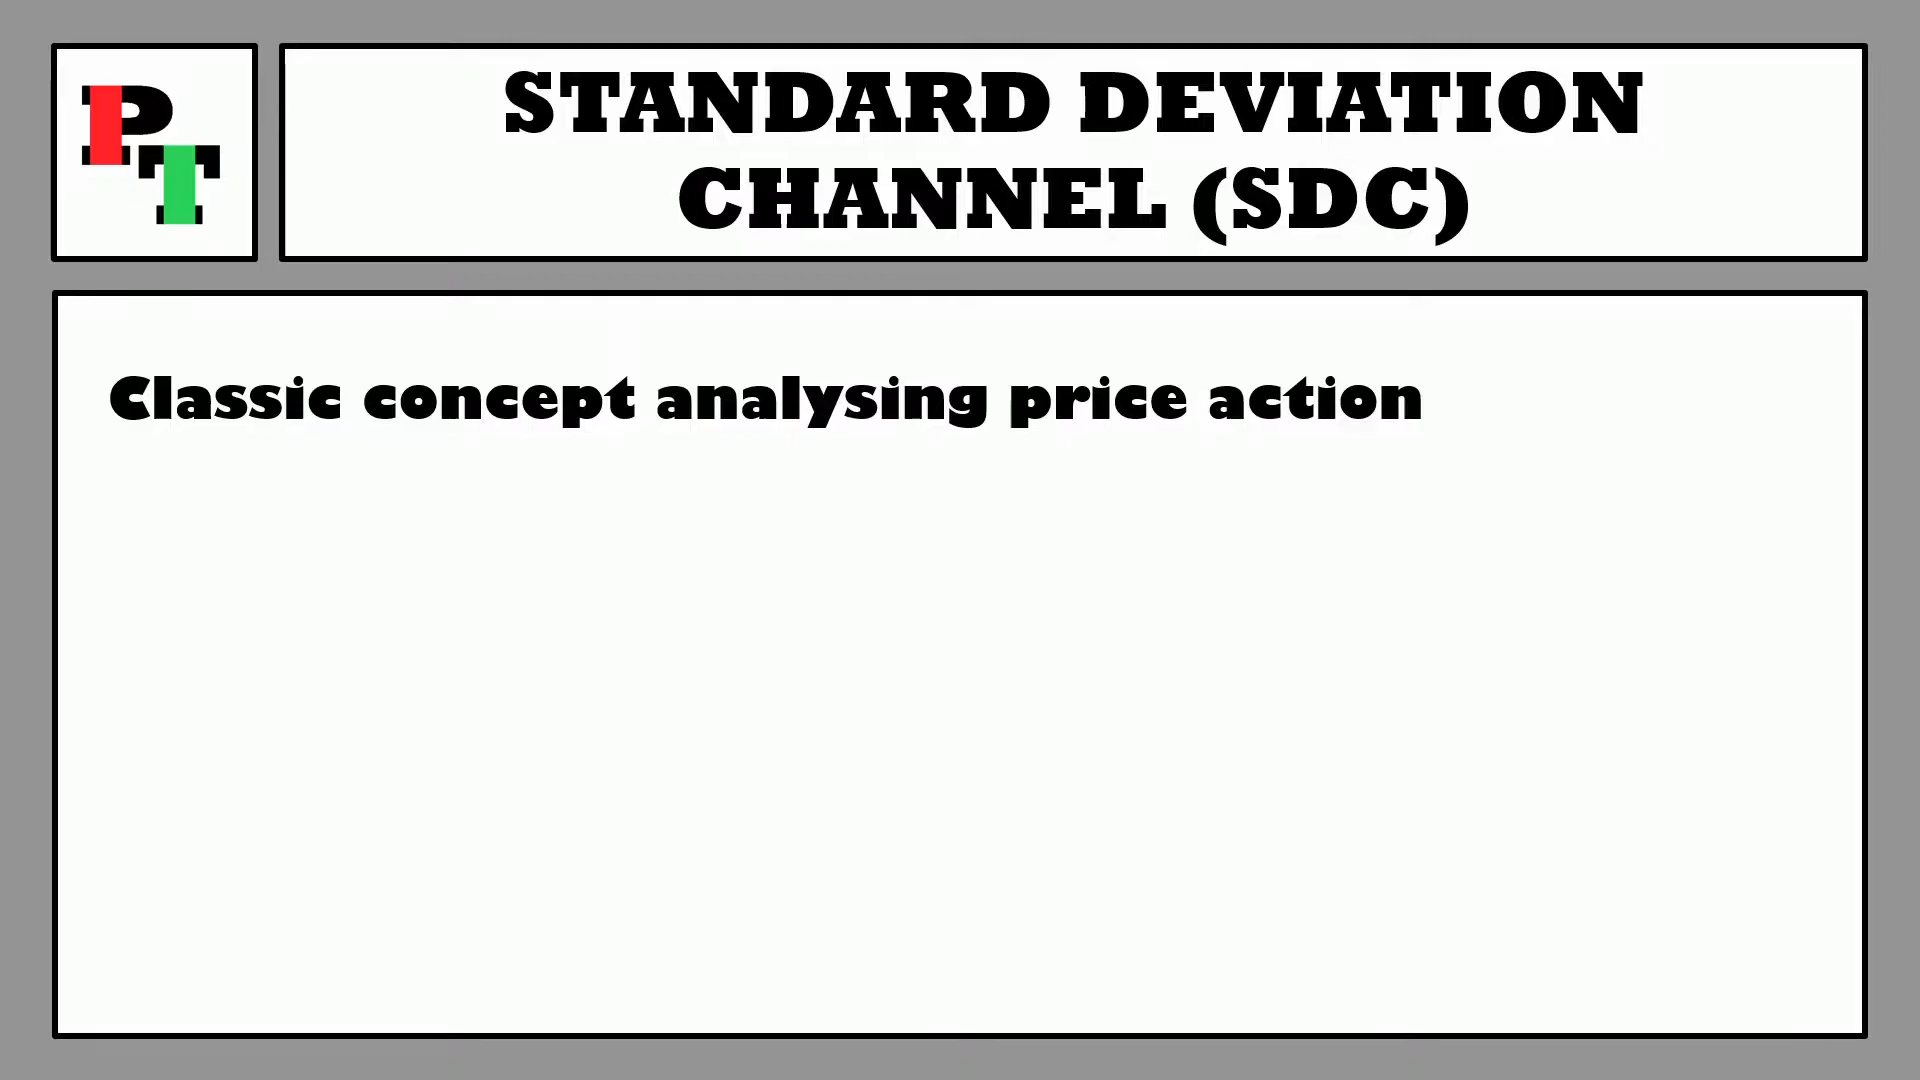 PT
STANDARD DEVIATION
CHANNEL (SDC)
Classic concept analysing price action